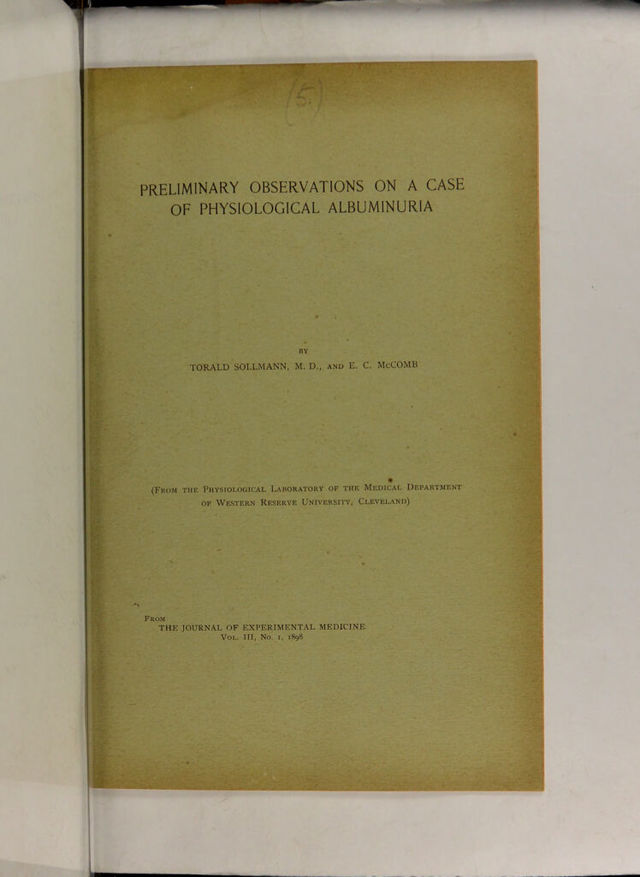 (5.)
PRELIMINARY OBSERVATIONS ON A CASE
OF PHYSIOLOGICAL ALBUMINURIA
BY
TORALD SOLLMANN, M. D., AND E. C. McCOMB
(FROM THE PHYSIOLOGICAL LABORATORY OF THE MEDICAL DEPARTMENT
OF WESTERN RESERVE UNIVERSITY, CLEVELAND)
FROM
THE JOURNAL OF EXPERIMENTAL MEDICINE
VOL. III, No. 1, 1898